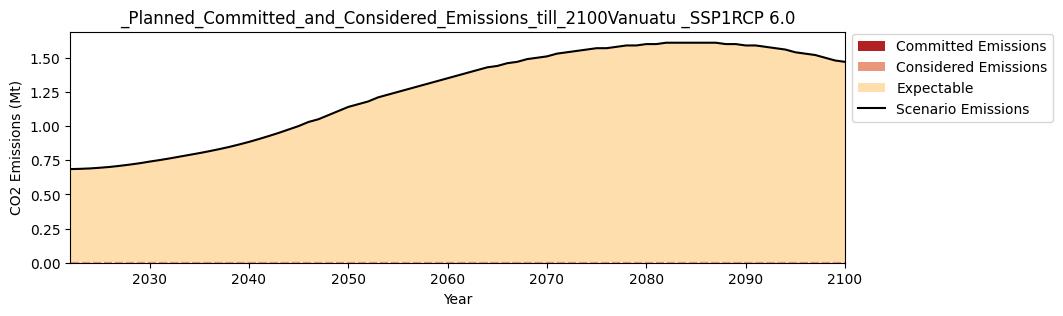 _Planned_Committed_and_Considered_Emissions_till_2100Vanuatu _SSP1RCP 6.0
CO2 Emissions (Mt)
1.50
1.25
1.00
0.75
0.50
0.25
0.00
2030 2040 2050 2060 2070 2080 2090 2100
Year
Committed Emissions
Considered Emissions
Expectable
Scenario Emissions